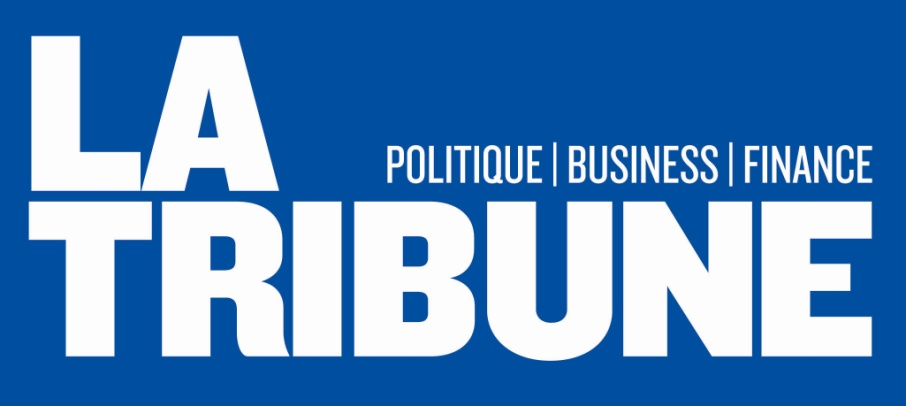 LA
POLITIQUE | BUSINESS | FINANCE
TRIBUNE